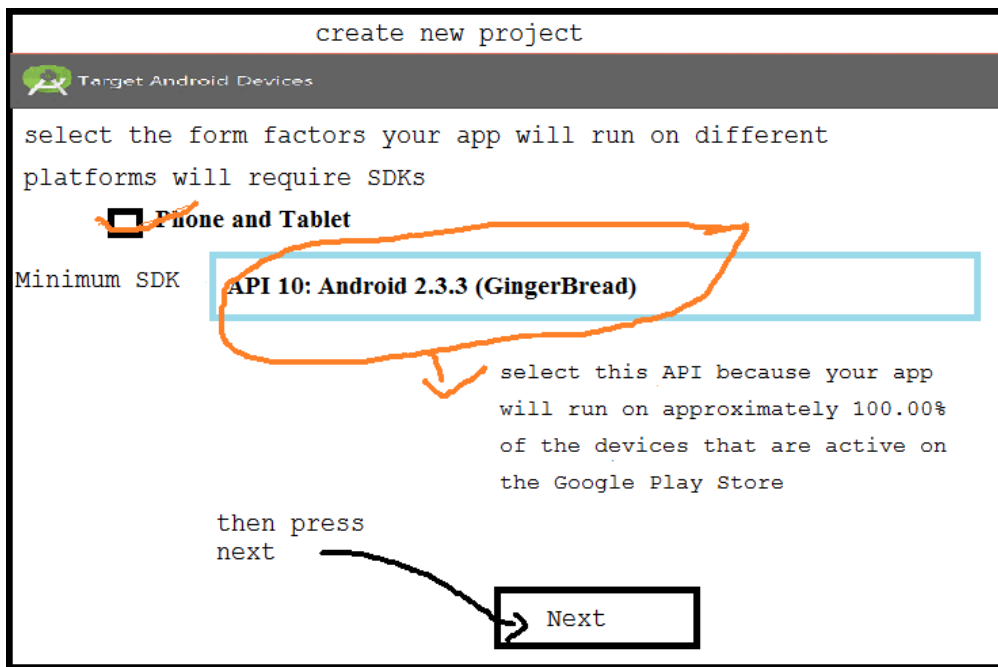 create new project
Target Android Devices
select the form factors your app will run on different
platforms will require SDKs
Phone and Tablet
Minimum SDK
API 10: Android 2.3.3 (GingerBread)
select this API because your app
will run on approximately 100.00%
of the devices that are active on
the Google Play Store
then press
next
Next